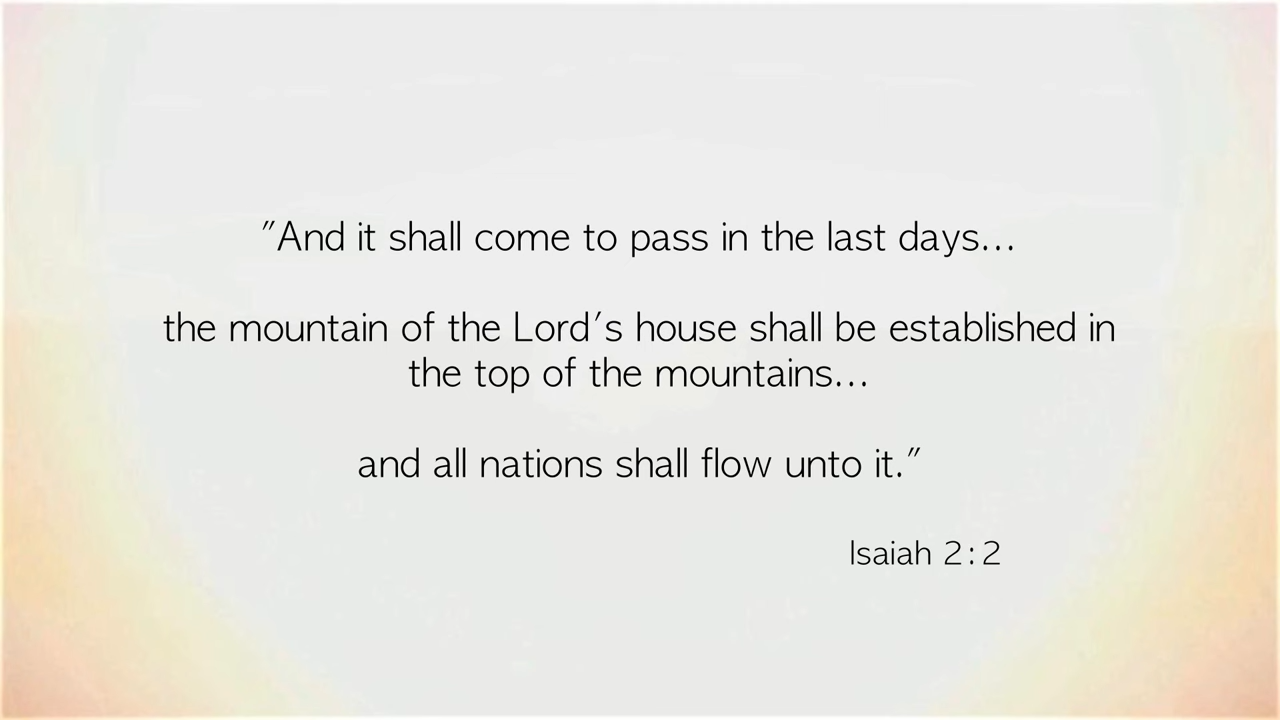 "And it shall come to pass in the last days...
the mountain of the Lord's house shall be established in
the top of the mountains...
and all nations shall flow unto it."
Isaiah 2:2